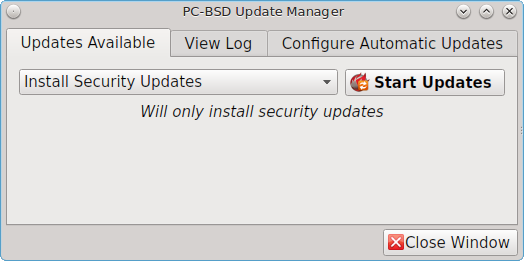 PC-BSD Update Manager
Updates Available
View Log
Configure Automatic Updates
Install Security Updates
Start Updates
Will only install security updates
Close Window